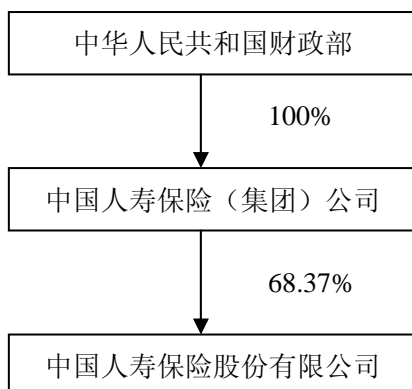 中华人民共和国财政部
100%
中国人寿保险（集团）公司
68.37%
中国人寿保险股份有限公司